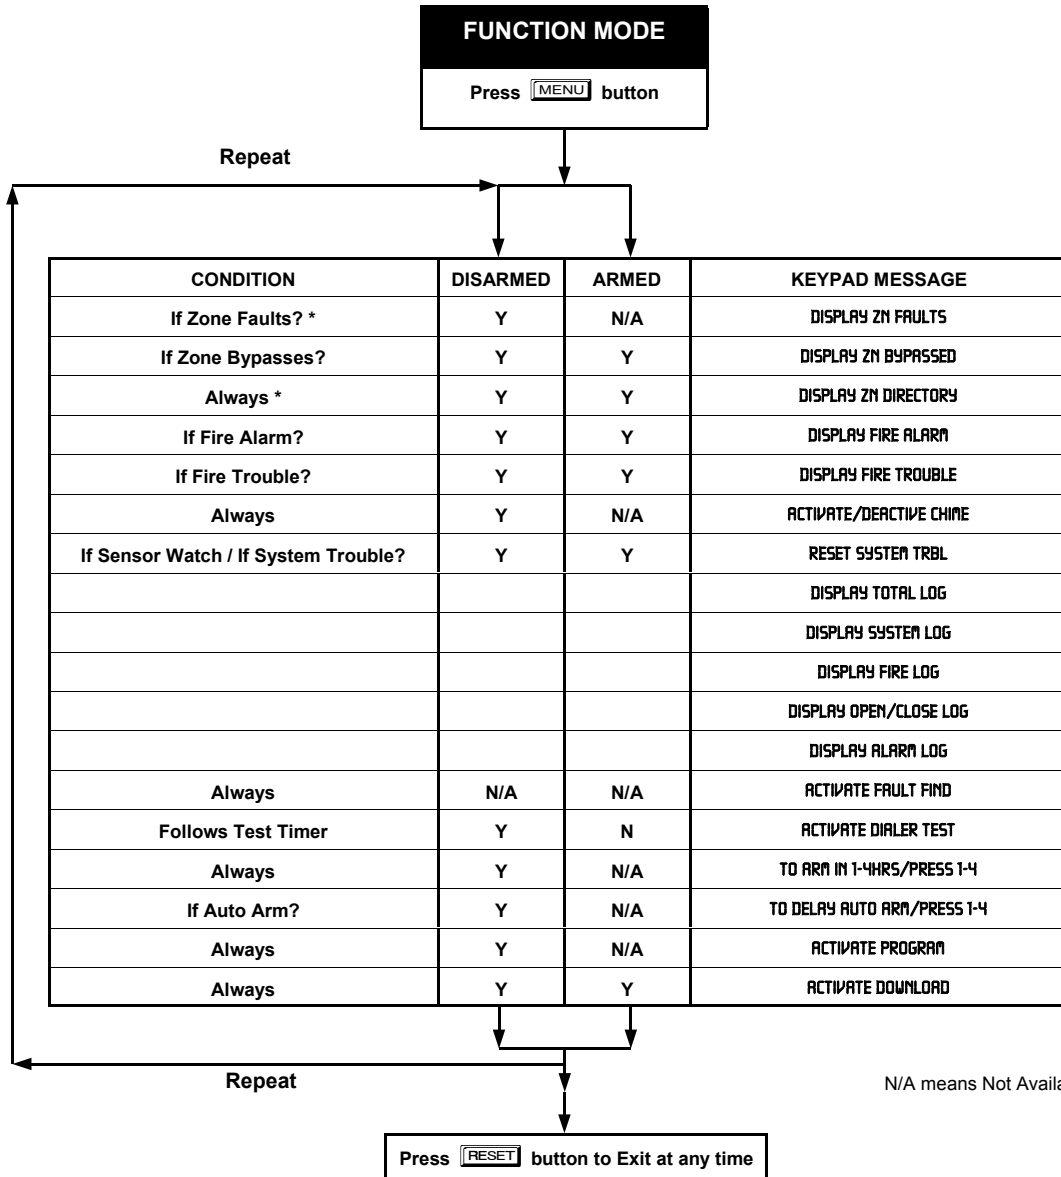 FUNCTION MODE
Press MENU button
Repeat
CONDITION DISARMED ARMED KEYPAD MESSAGE
If Zone Faults? * Y N/A DISPLAY ZN FAULTS
If Zone Bypasses? Y Y DISPLAY ZN BYPASSED
Always * Y Y DISPLAY ZN DIRECTORY
If Fire Alarm? Y Y DISPLAY FIRE ALARM
If Fire Trouble? Y Y DISPLAY FIRE TROUBLE
Always Y N/A ACTIVATE/DEACTIVE CHIME
If Sensor Watch / If System Trouble? Y Y RESET SYSTEM TRBL
DISPLAY TOTAL LOG
DISPLAY SYSTEM LOG
DISPLAY FIRE LOG
DISPLAY OPEN/CLOSE LOG
DISPLAY ALARM LOG
Always N/A N/A ACTIVATE FAULT FIND
Follows Test Timer Y N ACTIVATE DIALER TEST
Always Y N/A TO ARM IN 1-4HRS/PRESS 1-4
If Auto Arm? Y N/A TO DELAY AUTO ARM/PRESS 1-4
Always Y N/A ACTIVATE PROGRAM
Always Y Y ACTIVATE DOWNLOAD
Repeat
N/A means Not Availa
Press RESET button to Exit at any time